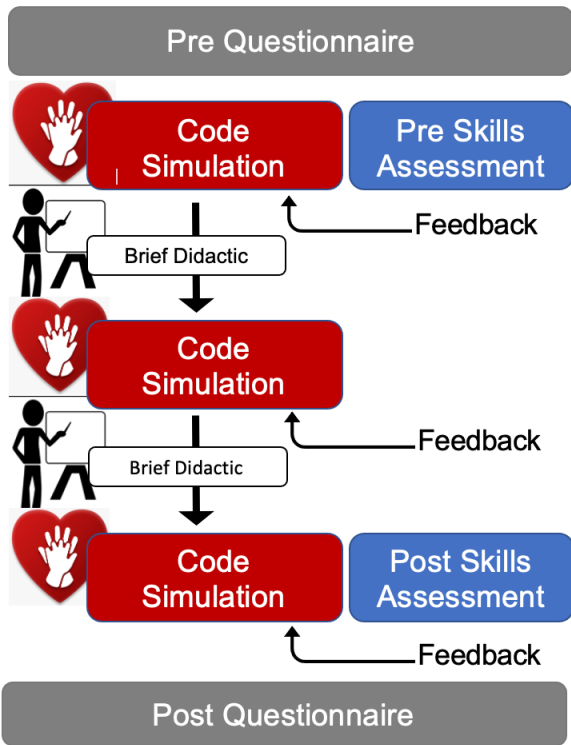 Pre Questionnaire
Code
Simulation
Pre Skills
Assessment
Feedback
Brief Didactic
Code
Simulation
Feedback
Brief Didactic
Code
Simulation
Post Skills
Assessment
Feedback
Post Questionnaire